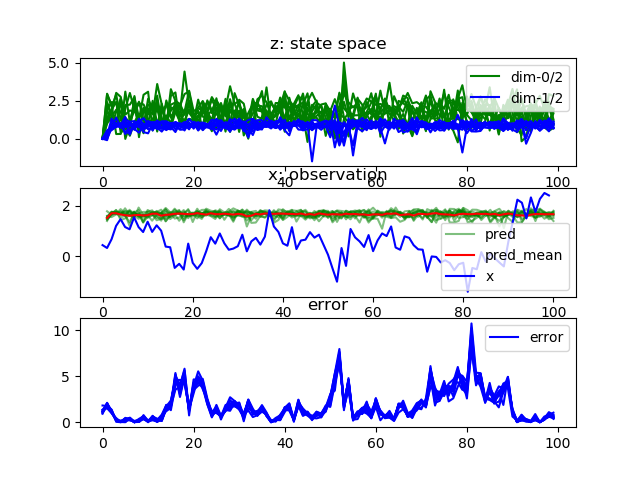 z: state space
5.0
2.5
0.0
dim-0/2
dim-1/2
0 20 40 60 80 100
x: observation
2
0
pred
pred_mean
x
0 20 40 60 80 100
error
10
5
0
error
0 20 40 60 80 100